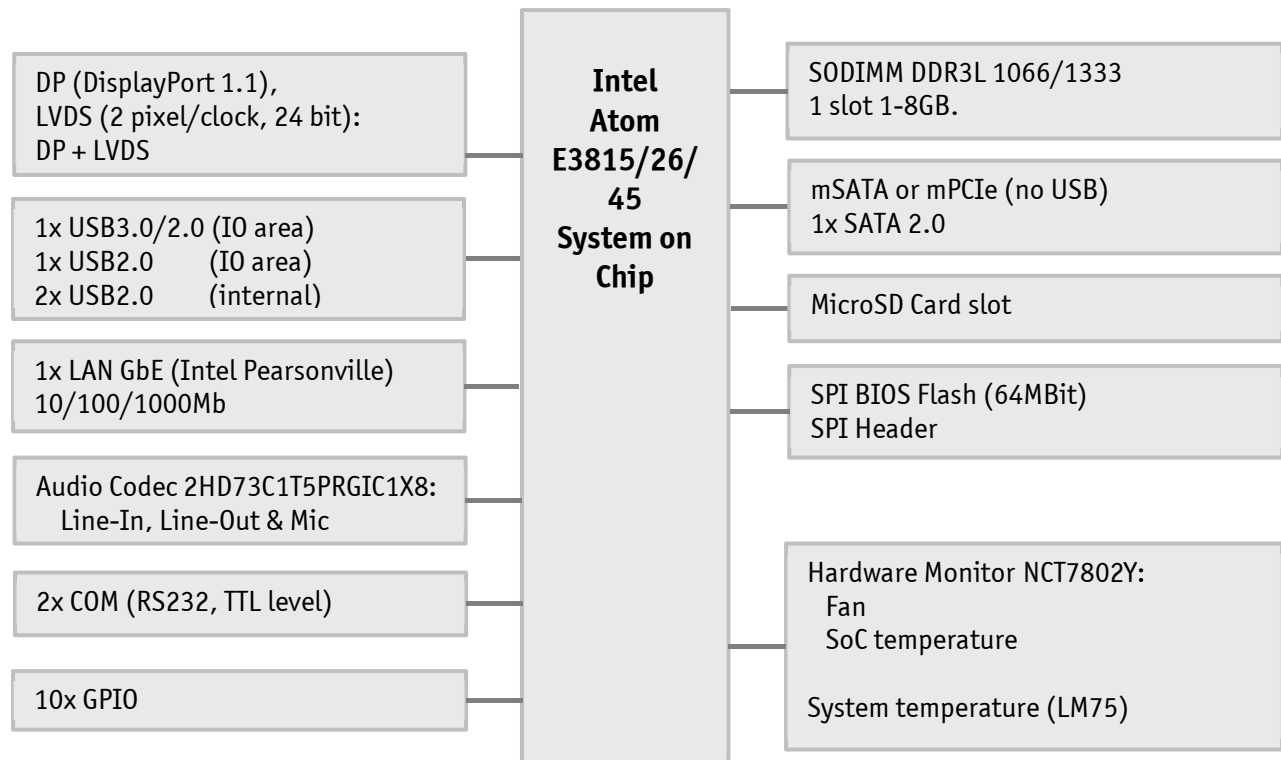 DP (DisplayPort 1.1),
LVDS (2 pixel/clock, 24 bit):
DP + LVDS
1x USB3.0/2.0 (IO area)
1x USB2.0 (IO area)
2x USB2.0 (internal)
1x LAN GbE (Intel Pearsonville)
10/100/1000Mb
Audio Codec 2HD73C1T5PRGIC1X8:
Line-In, Line-Out & Mic
2x COM (RS232, TTL level)
10x GPIO
Intel
Atom
E3815/26/
45
System on
Chip
SODIMM DDR3L 1066/1333
1 slot 1-8GB.
mSATA or mPCIe (no USB)
1x SATA 2.0
MicroSD Card slot
SPI BIOS Flash (64MBit)
SPI Header
Hardware Monitor NCT7802Y:
Fan
SoC temperature
System temperature (LM75)